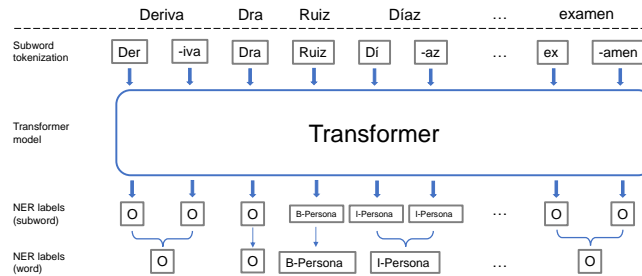 Deriva Dra Ruiz Díaz … examen
Subword
tokenization
Der -iva Dra Ruiz Dí -az … ex -amen
Transformer
model
Transformer
NER labels
(subword)
O O O B-Persona I-Persona I-Persona … O O
NER labels
(word)
O O B-Persona I-Persona … O